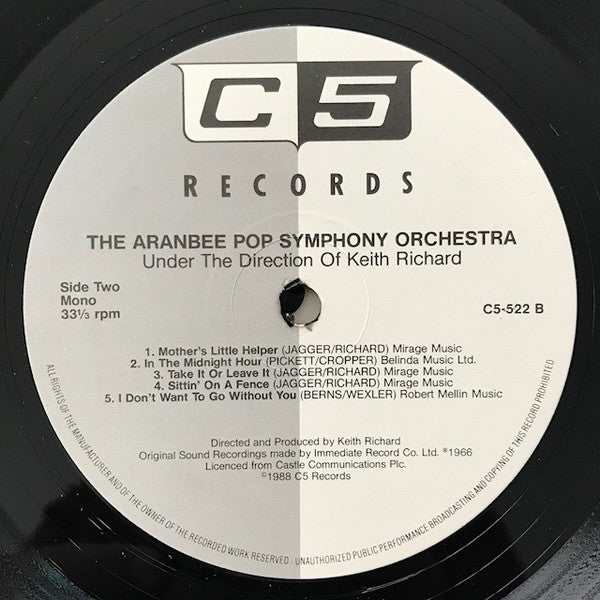 C5
RECORDS
THE ARANBEE POP SYMPHONY ORCHESTRA
Under The Direction Of Keith Richard
Side Two
Mono
33⅓ rpm
C5-522 B
1. Mother's Little Helper (JAGGER/RICHARD) Mirage Music
2. In The Midnight Hour (PICKETT/CROPPER) Belinda Music Ltd.
3. Take It Or Leave It (JAGGER/RICHARD) Mirage Music
4. Sittin' On A Fence (JAGGER/RICHARD) Mirage Music
5. I Don't Want To Go Without You (BERNS/WEXLER) Robert Mellin Music
Directed and Produced by Keith Richard
Original Sound Recordings made by Immediate Record Co. Ltd. ℗1966
Licenced from Castle Communications Plc.
©1988 C5 Records
ALL RIGHTS OF THE MANUFACTURER AND OF THE OWNER OF THE RECORDED WORK RESERVED - UNAUTHORIZED PUBLIC PERFORMANCE BROADCASTING AND COPYING OF THIS RECORD PROHIBITED